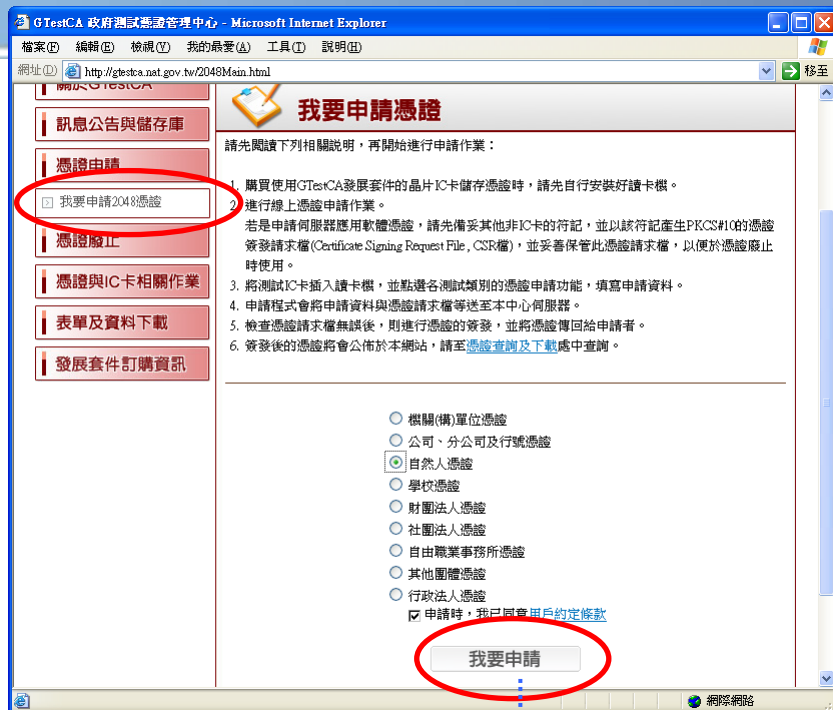 GTestCA 政府測試憑證管理中心 - Microsoft Internet Explorer
檔案(F) 編輯(E) 檢視(V) 我的最愛(A) 工具(T) 說明(H)
網址(D) http://gtestca.nat.gov.tw/2048Main.html 移至
關於GTestCA
訊息公告與儲存庫
憑證申請
我要申請2048憑證
憑證廢止
憑證與IC卡相關作業
表單及資料下載
發展套件訂購資訊
我要申請憑證
請先閱讀下列相關說明，再開始進行申請作業：
1. 購買使用GTestCA發展套件的晶片IC卡儲存憑證時，請先自行安裝好讀卡機。
2. 進行線上憑證申請作業。
若是申請伺服器應用軟體憑證，請先備妥其他非IC卡的符記，並以該符記產生PKCS#10的憑證
簽發請求檔(Certificate Signing Request File , CSR檔)，並妥善保管此憑證請求檔，以便於憑證廢止
時使用。
3. 將測試IC卡插入讀卡機，並點選各測試類別的憑證申請功能，填寫申請資料。
4. 申請程式會將申請資料與憑證請求檔等送至本中心伺服器。
5. 檢查憑證請求檔無誤後，則進行憑證的簽發，並將憑證傳回給申請者。
6. 簽發後的憑證將會公佈於本網站，請至憑證查詢及下載處中查詢。
機關(構)單位憑證
公司、分公司及行號憑證
自然人憑證
學校憑證
財團法人憑證
社團法人憑證
自由職業事務所憑證
其他團體憑證
行政法人憑證
申請時，我已同意用戶約定條款
我要申請
網際網路